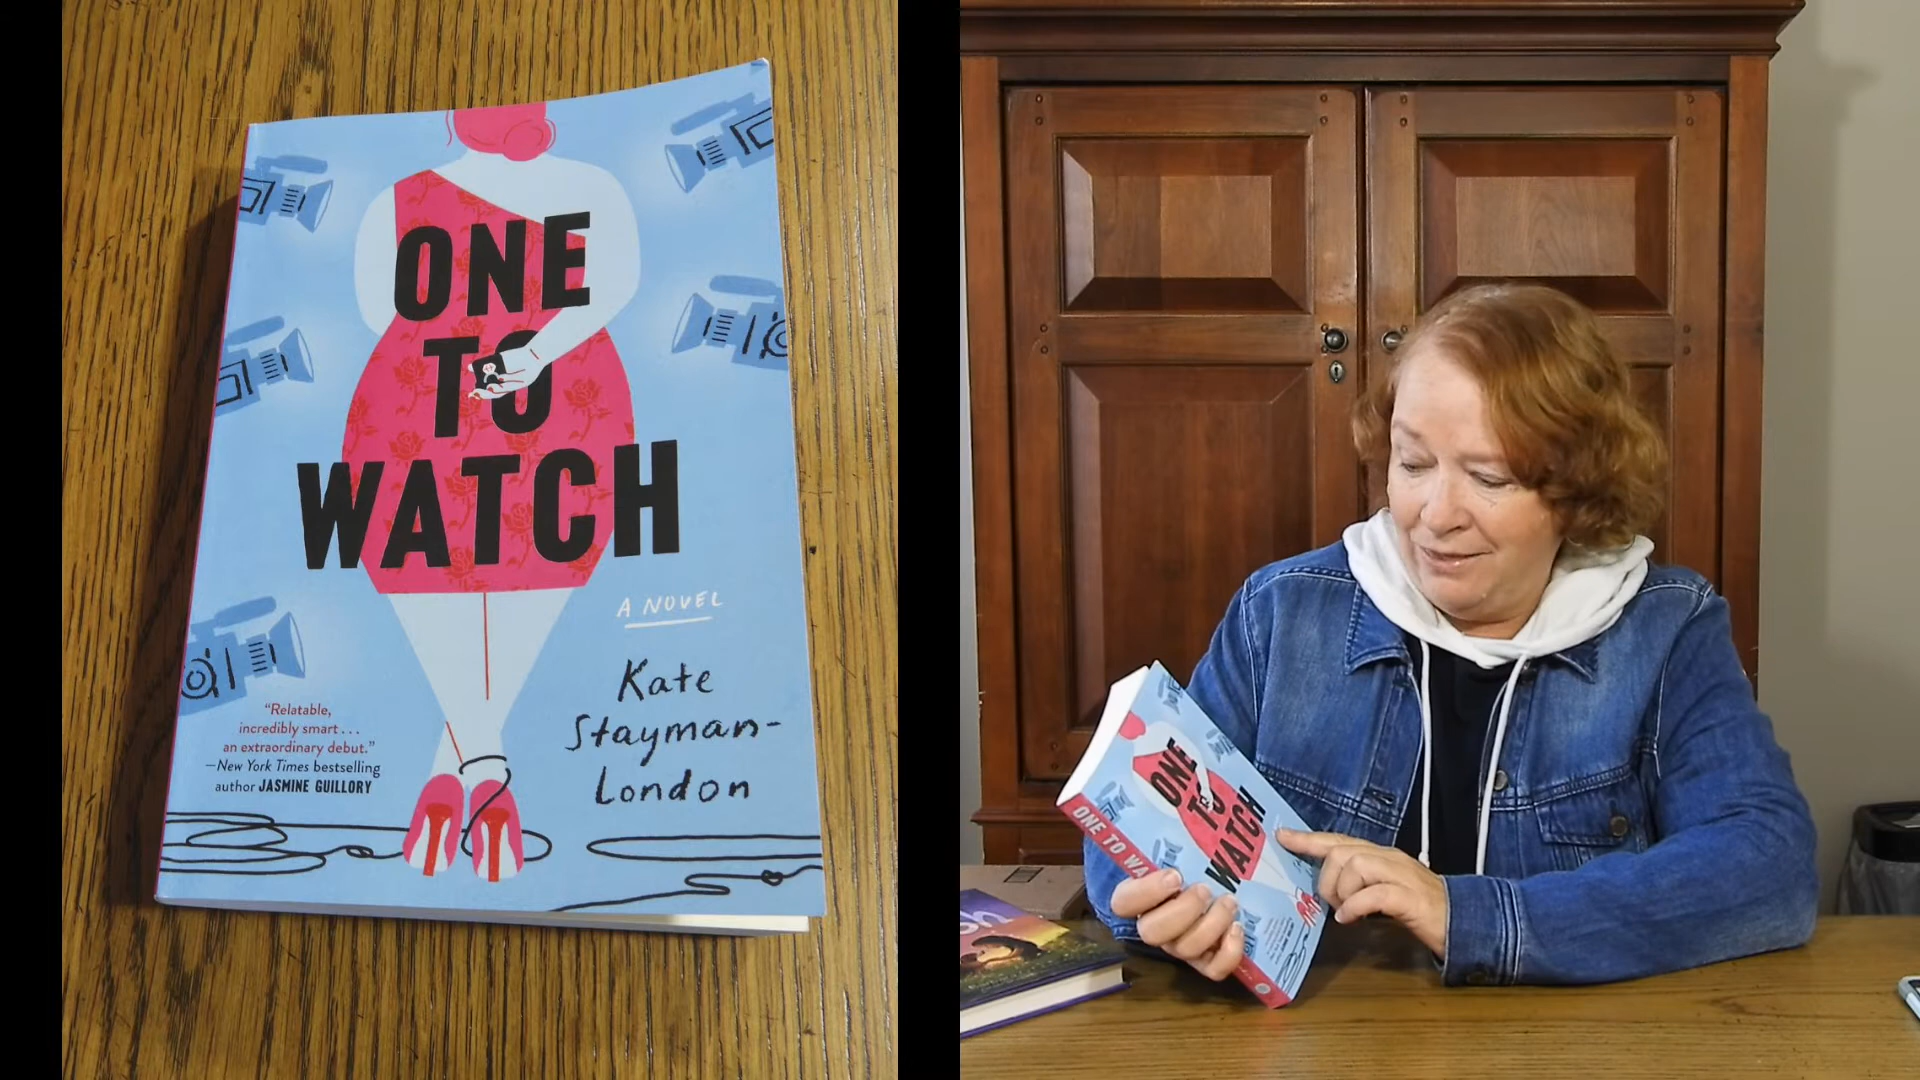 ONE
TO
WATCH
A NOVEL
Kate
Stayman-
London
"Relatable,
incredibly smart...
an extraordinary debut."
—New York Times bestselling
author JASMINE GUILLORY
ONE
TO
WATCH
ONE TO WA